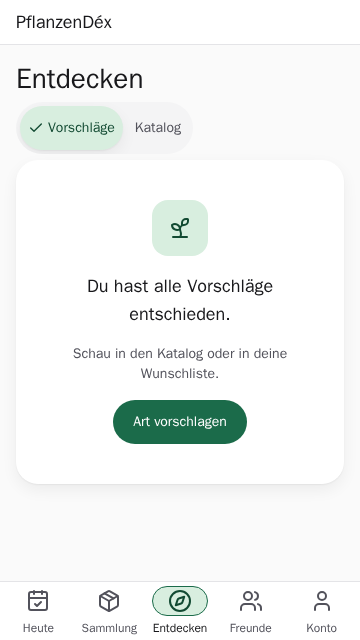 PflanzenDéx
Entdecken
Vorschläge Katalog
Du hast alle Vorschläge
entschieden.
Schau in den Katalog oder in deine
Wunschliste.
Art vorschlagen
Heute Sammlung Entdecken Freunde Konto